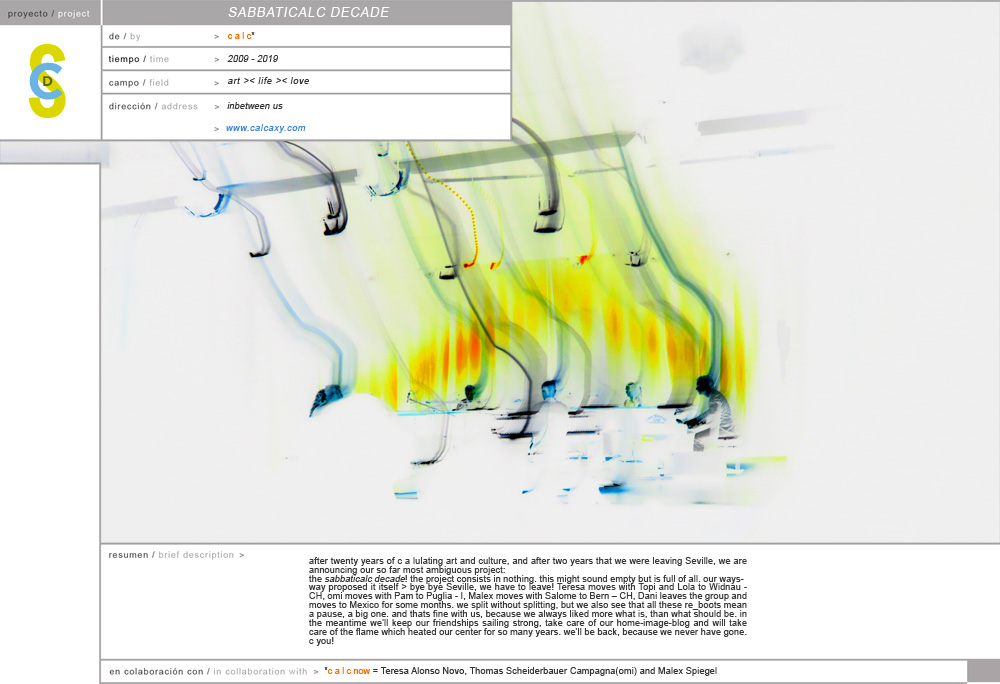 proyecto / project
SABBATICALC DECADE
de / by > c a l c*
tiempo / time > 2009 - 2019
campo / field > art >< life >< love
dirección / address > inbetween us
> www.calcaxy.com
S C D
resumen / brief description >
after twenty years of c a lulating art and culture, and after two years that we were leaving Seville, we are
announcing our so far most ambiguous project:
the sabbaticalc decade! the project consists in nothing. this might sound empty but is full of all. our ways-
way proposed it itself > bye bye Seville, we have to leave! Teresa moves with Topi and Lola to Widnau -
CH, omi moves with Pam to Puglia - I, Malex moves with Salome to Bern – CH, Dani leaves the group and
moves to Mexico for some months. we split without splitting, but we also see that all these re_boots mean
a pause, a big one. and thats fine with us, because we always liked more what is, than what should be. in
the meantime we'll keep our friendships sailing strong, take care of our home-image-blog and will take
care of the flame which heated our center for so many years. we'll be back, because we never have gone.
c you!
en colaboración con / in collaboration with > *c a l c now = Teresa Alonso Novo, Thomas Scheiderbauer Campagna(omi) and Malex Spiegel